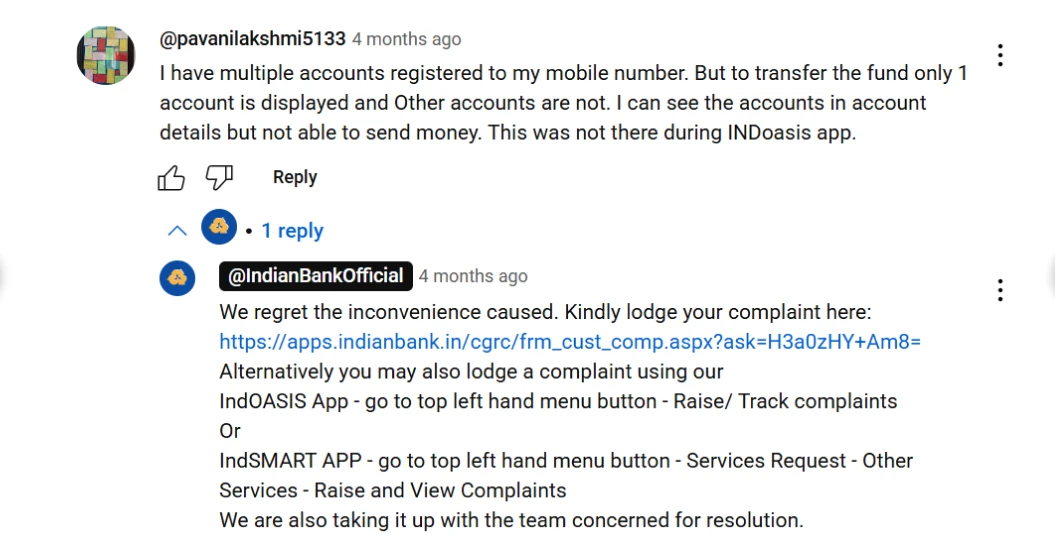 @pavanilakshmi5133 4 months ago
I have multiple accounts registered to my mobile number. But to transfer the fund only 1
account is displayed and Other accounts are not. I can see the accounts in account
details but not able to send money. This was not there during INDoasis app.
Reply
• 1 reply
@IndianBankOfficial 4 months ago
We regret the inconvenience caused. Kindly lodge your complaint here:
https://apps.indianbank.in/cgrc/frm_cust_comp.aspx?ask=H3a0zHY+Am8=
Alternatively you may also lodge a complaint using our
IndOASIS App - go to top left hand menu button - Raise/ Track complaints
Or
IndSMART APP - go to top left hand menu button - Services Request - Other
Services - Raise and View Complaints
We are also taking it up with the team concerned for resolution.